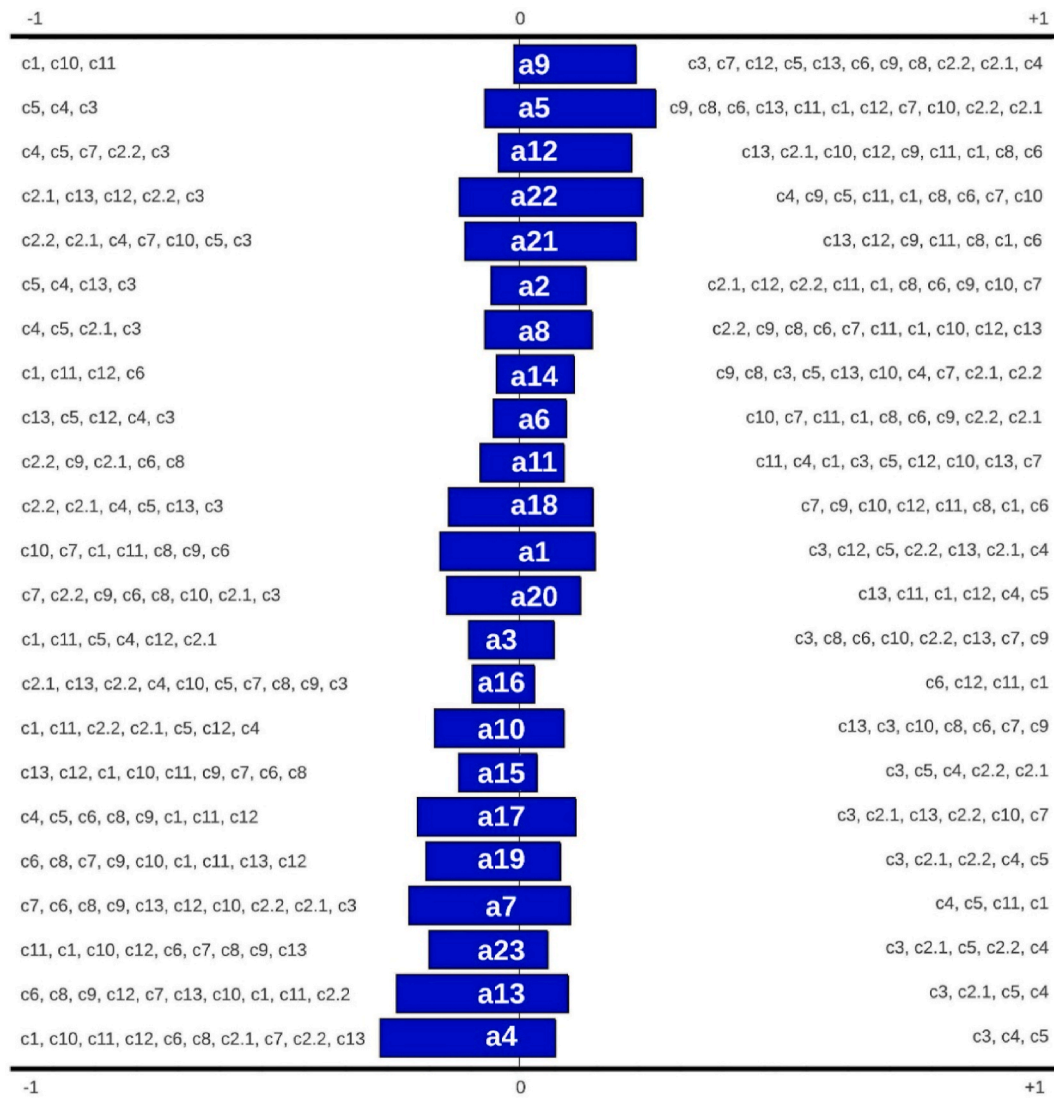 -1 0 +1
c1, c10, c11 a9 c3, c7, c12, c5, c13, c6, c9, c8, c2.2, c2.1, c4
c5, c4, c3 a5 c9, c8, c6, c13, c11, c1, c12, c7, c10, c2.2, c2.1
c4, c5, c7, c2.2, c3 a12 c13, c2.1, c10, c12, c9, c11, c1, c8, c6
c2.1, c13, c12, c2.2, c3 a22 c4, c9, c5, c11, c1, c8, c6, c7, c10
c2.2, c2.1, c4, c7, c10, c5, c3 a21 c13, c12, c9, c11, c8, c1, c6
c5, c4, c13, c3 a2 c2.1, c12, c2.2, c11, c1, c8, c6, c9, c10, c7
c4, c5, c2.1, c3 a8 c2.2, c9, c8, c6, c7, c11, c1, c10, c12, c13
c1, c11, c12, c6 a14 c9, c8, c3, c5, c13, c10, c4, c7, c2.1, c2.2
c13, c5, c12, c4, c3 a6 c10, c7, c11, c1, c8, c6, c9, c2.2, c2.1
c2.2, c9, c2.1, c6, c8 a11 c11, c4, c1, c3, c5, c12, c10, c13, c7
c2.2, c2.1, c4, c5, c13, c3 a18 c7, c9, c10, c12, c11, c8, c1, c6
c10, c7, c1, c11, c8, c9, c6 a1 c3, c12, c5, c2.2, c13, c2.1, c4
c7, c2.2, c9, c6, c8, c10, c2.1, c3 a20 c13, c11, c1, c12, c4, c5
c1, c11, c5, c4, c12, c2.1 a3 c3, c8, c6, c10, c2.2, c13, c7, c9
c2.1, c13, c2.2, c4, c10, c5, c7, c8, c9, c3 a16 c6, c12, c11, c1
c1, c11, c2.2, c2.1, c5, c12, c4 a10 c13, c3, c10, c8, c6, c7, c9
c13, c12, c1, c10, c11, c9, c7, c6, c8 a15 c3, c5, c4, c2.2, c2.1
c4, c5, c6, c8, c9, c1, c11, c12 a17 c3, c2.1, c13, c2.2, c10, c7
c6, c8, c7, c9, c10, c1, c11, c13, c12 a19 c3, c2.1, c2.2, c4, c5
c7, c6, c8, c9, c13, c12, c10, c2.2, c2.1, c3 a7 c4, c5, c11, c1
c11, c1, c10, c12, c6, c7, c8, c9, c13 a23 c3, c2.1, c5, c2.2, c4
c6, c8, c9, c12, c7, c13, c10, c1, c11, c2.2 a13 c3, c2.1, c5, c4
c1, c10, c11, c12, c6, c8, c2.1, c7, c2.2, c13 a4 c3, c4, c5
-1 0 +1